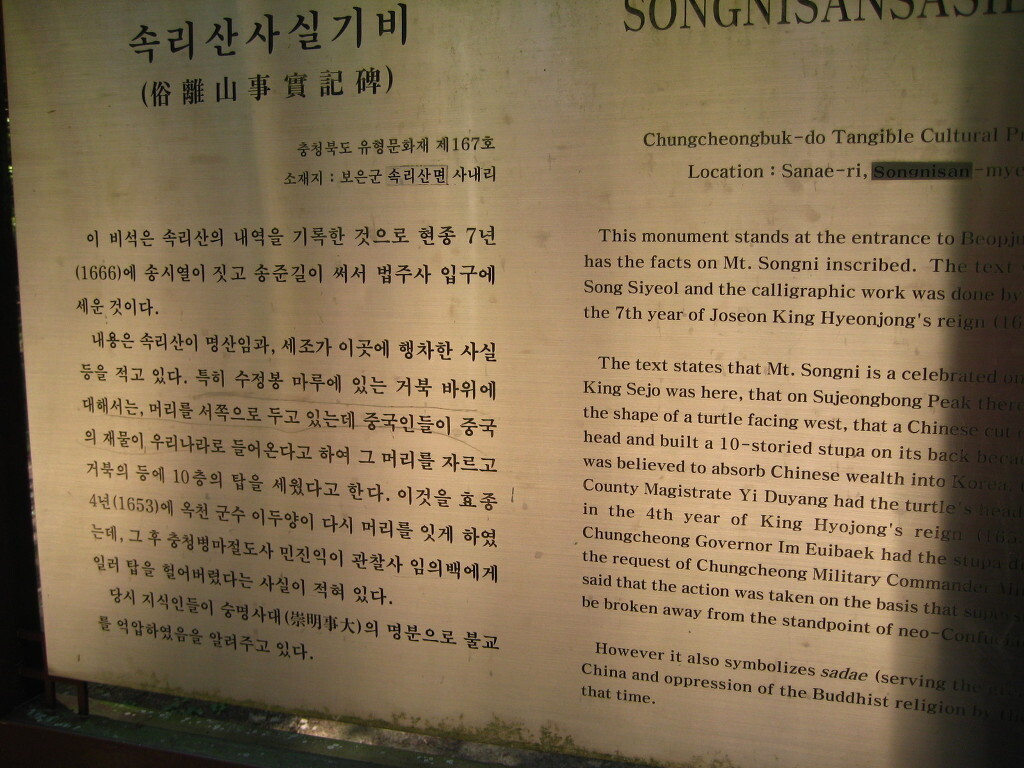 속리산사실기비
(俗離山事實記碑)
충청북도 유형문화재 제167호
소재지 : 보은군 속리산면 사내리
이 비석은 속리산의 내역을 기록한 것으로 현종 7년
(1666)에 송시열이 짓고 송준길이 써서 법주사 입구에
세운 것이다.
내용은 속리산이 명산임과, 세조가 이곳에 행차한 사실
등을 적고 있다. 특히 수정봉 마루에 있는 거북 바위에
대해서는, 머리를 서쪽으로 두고 있는데 중국인들이 중국
의 재물이 우리나라로 들어온다고 하여 그 머리를 자르고
거북의 등에 10층의 탑을 세웠다고 한다. 이것을 효종
4년(1653)에 옥천 군수 이두양이 다시 머리를 잇게 하였
는데, 그 후 충청병마절도사 민진익이 관찰사 임의백에게
일러 탑을 헐어버렸다는 사실이 적혀 있다.
당시 지식인들이 숭명사대(崇明事大)의 명분으로 불교
를 억압하였음을 알려주고 있다.
SONGNISANSASIL
Chungcheongbuk-do Tangible Cultural
Location : Sanae-ri, Songnisan-mye
This monument stands at the entrance to Beopju
has the facts on Mt. Songni inscribed. The text
Song Siyeol and the calligraphic work was done by
the 7th year of Joseon King Hyeonjong's reign (16
The text states that Mt. Songni is a celebrated
King Sejo was here, that on Sujeongbong Peak there
the shape of a turtle facing west, that a Chinese cut
head and built a 10-storied stupa on its back because
was believed to absorb Chinese wealth into Korea,
County Magistrate Yi Duyang had the turtle's head
in the 4th year of King Hyojong's reign (165
Chungcheong Governor Im Euibaek had the stupa
the request of Chungcheong Military Commander
said that the action was taken on the basis that super
be broken away from the standpoint of neo-Confuc
However it also symbolizes sadae (serving the
China and oppression of the Buddhist religion by
that time.